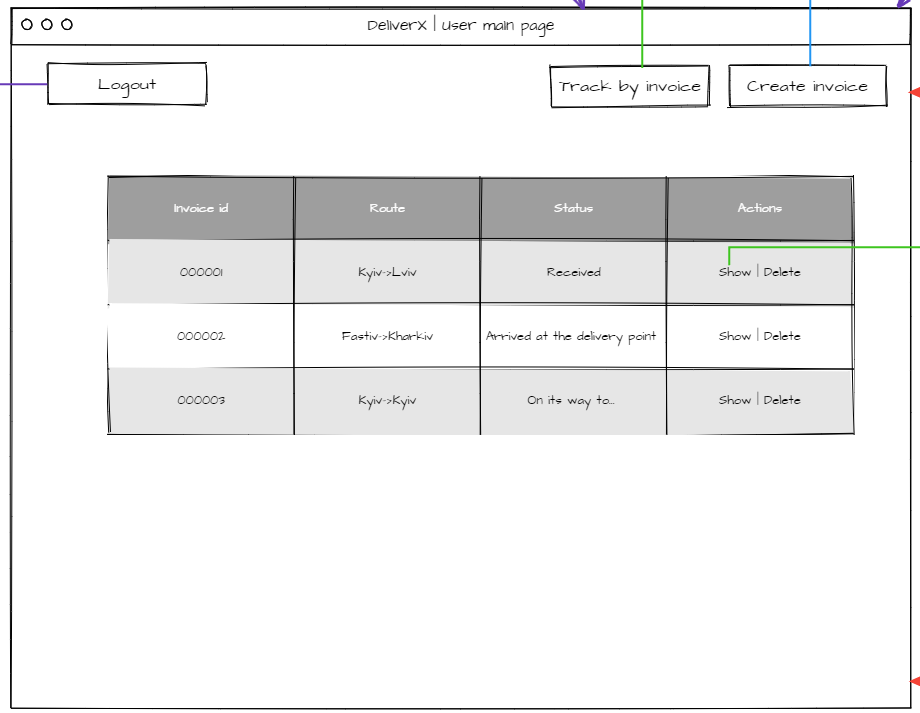 DeliverX | User main page
Logout
Track by invoice
Create invoice
Invoice id Route Status Actions
000001 Kyiv->Lviv Received Show | Delete
000002 Fastiv->Kharkiv Arrived at the delivery point Show | Delete
000003 Kyiv->Kyiv On its way to... Show | Delete